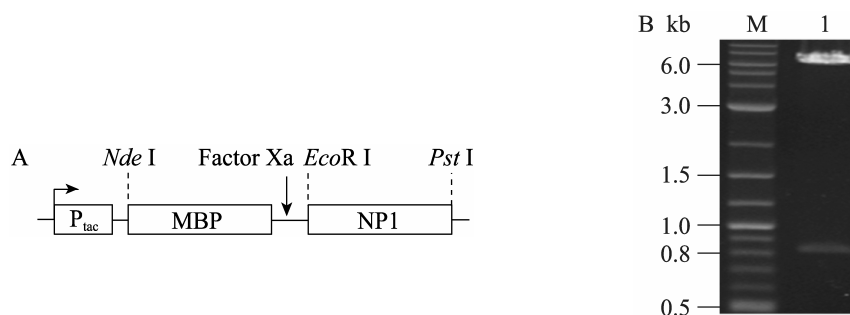 A
Nde I
Factor Xa
EcoR I
Pst I
Ptac
MBP
NP1
B kb M 1
6.0
3.0
1.5
1.0
0.8
0.5